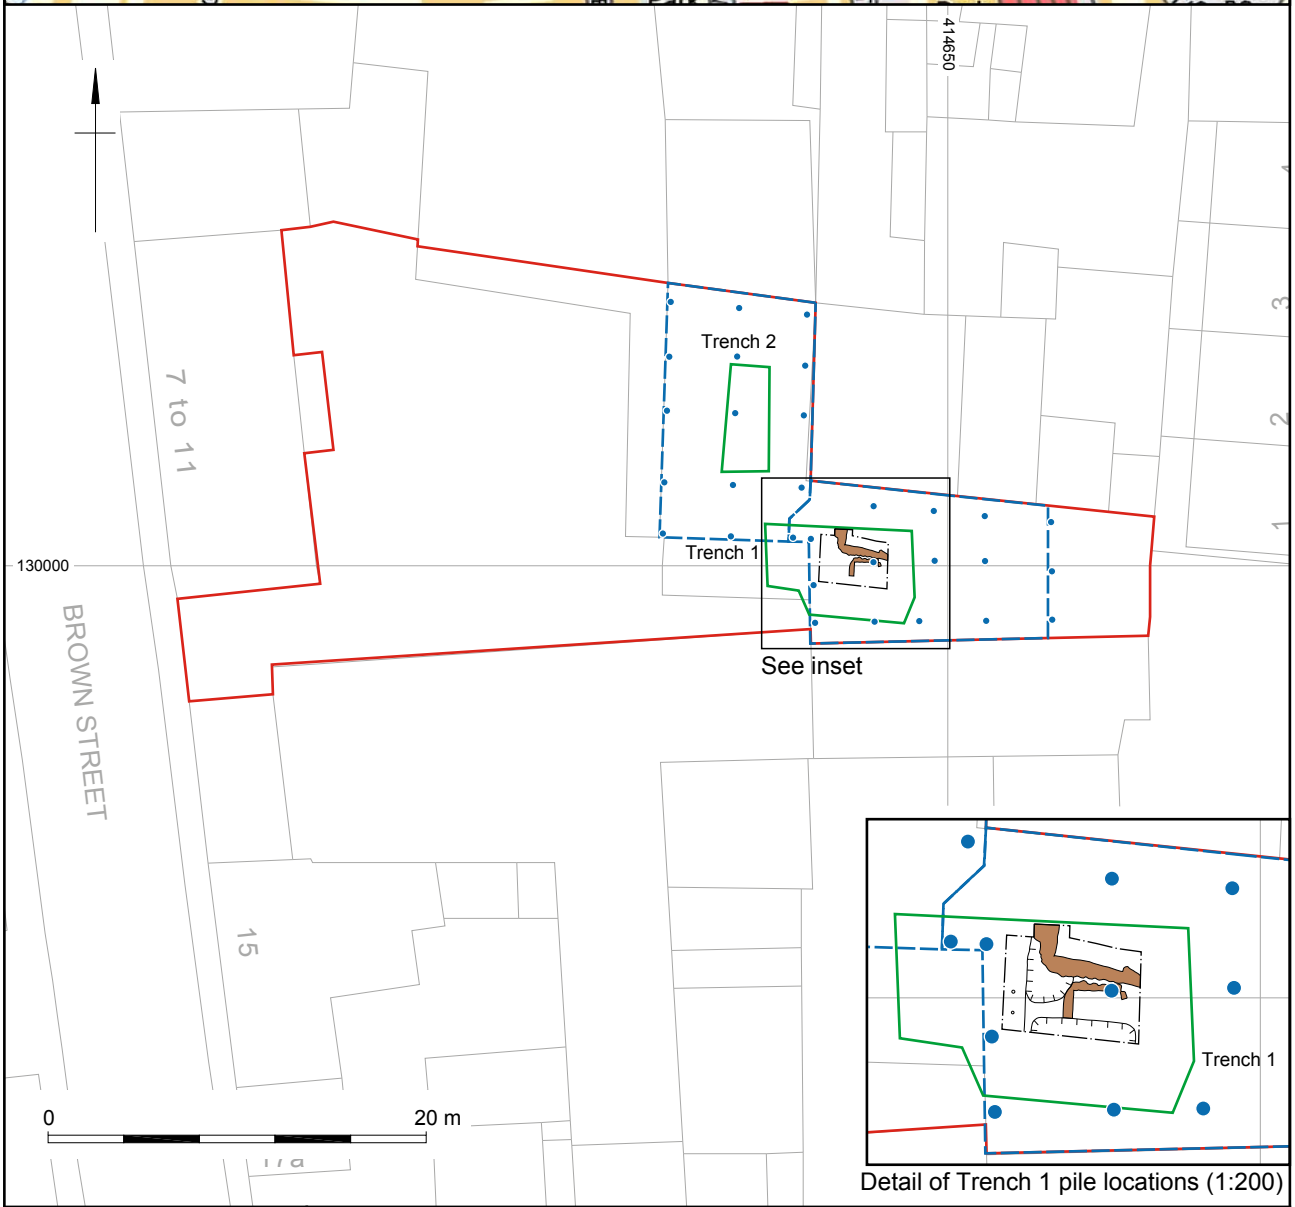 414650
Trench 2
3
7 to 11
2
1
Trench 1
130000
See inset
BROWN STREET
15
Trench 1
0
20 m
17a
Detail of Trench 1 pile locations (1:200)